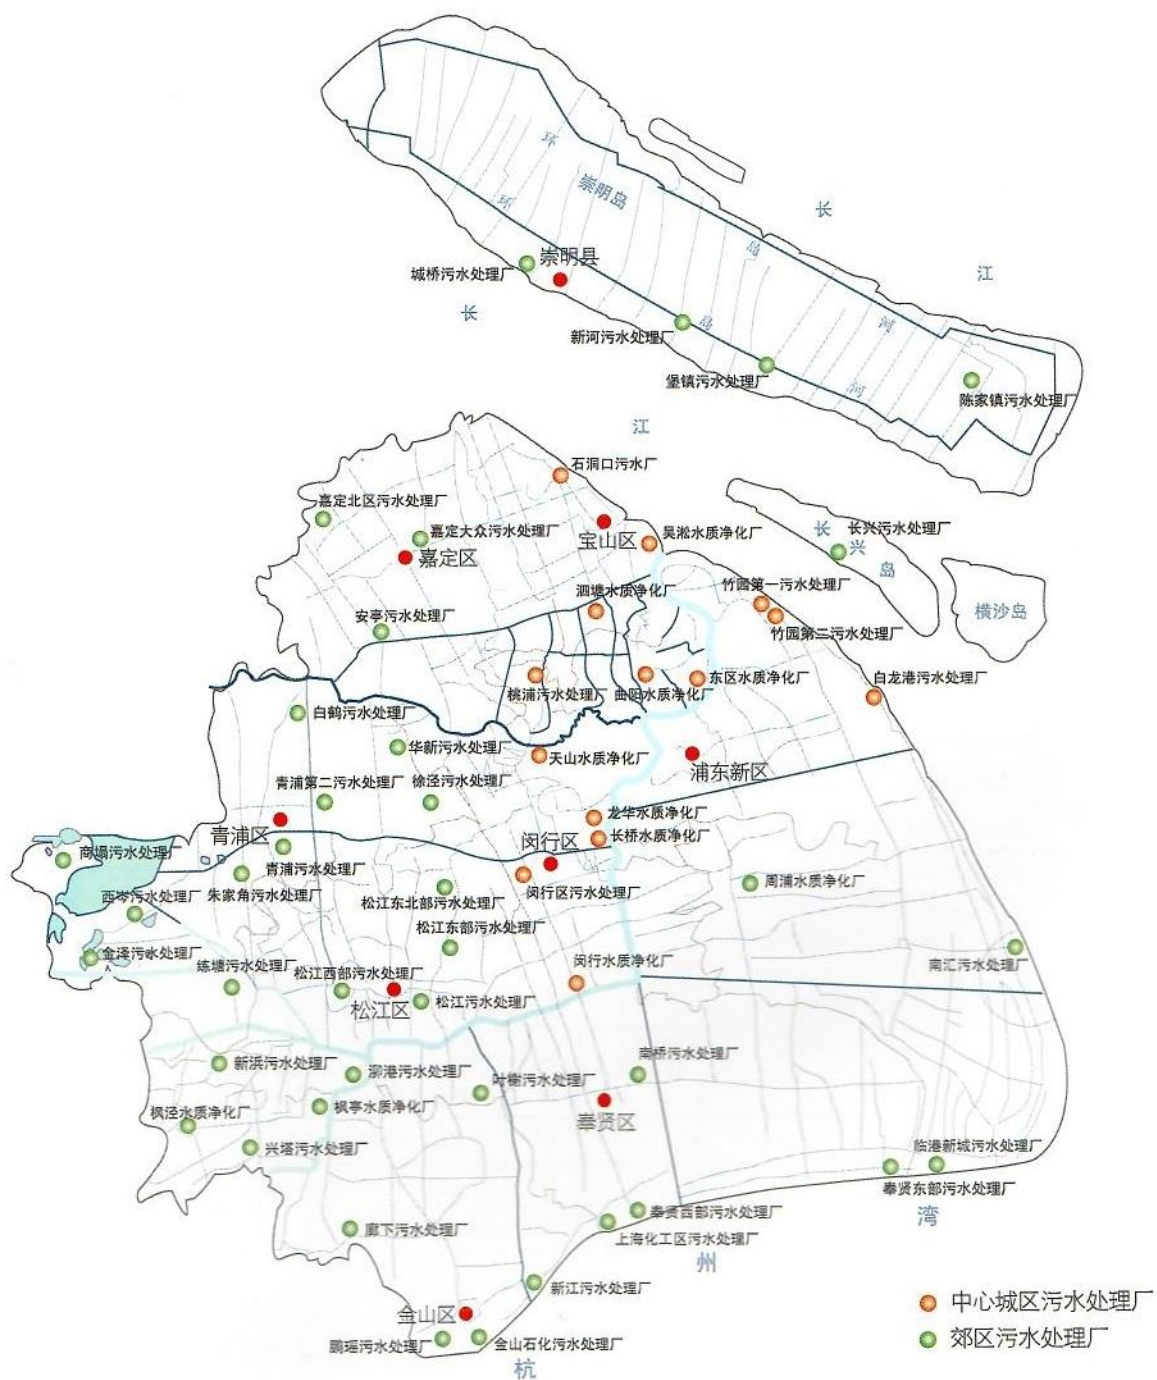 环
崇明岛
长
环
岛
江
崇明县
城桥污水处理厂
长
岛
河
新河污水处理厂
堡镇污水处理厂
河
陈家镇污水处理厂
江
石洞口污水厂
嘉定北区污水处理厂
嘉定大众污水处理厂
嘉定区
宝山区
吴淞水质净化厂
长
兴
岛
长兴污水处理厂
横沙岛
泗塘水质净化厂
竹园第一污水处理厂
竹园第二污水处理厂
安亭污水处理厂
桃浦污水处理厂
曲阳水质净化厂
东区水质净化厂
白龙港污水处理厂
白鹤污水处理厂
华新污水处理厂
天山水质净化厂
浦东新区
青浦第二污水处理厂
徐泾污水处理厂
龙华水质净化厂
青浦区
闵行区
长桥水质净化厂
商塌污水处理厂
青浦污水处理厂
西岑污水处理厂
朱家角污水处理厂
松江东北部污水处理厂
闵行区污水处理厂
周浦水质净化厂
松江东部污水处理厂
金泽污水处理厂
练塘污水处理厂
松江西部污水处理厂
闵行水质净化厂
南汇污水处理厂
松江区
松江污水处理厂
新浜污水处理厂
泖港污水处理厂
叶榭污水处理厂
南桥污水处理厂
枫泾水质净化厂
枫亭水质净化厂
奉贤区
兴塔污水处理厂
临港新城污水处理厂
奉贤东部污水处理厂
湾
廊下污水处理厂
奉贤西部污水处理厂
上海化工区污水处理厂
州
新江污水处理厂
金山区
鹏瑶污水处理厂
金山石化污水处理厂
杭
中心城区污水处理厂
郊区污水处理厂